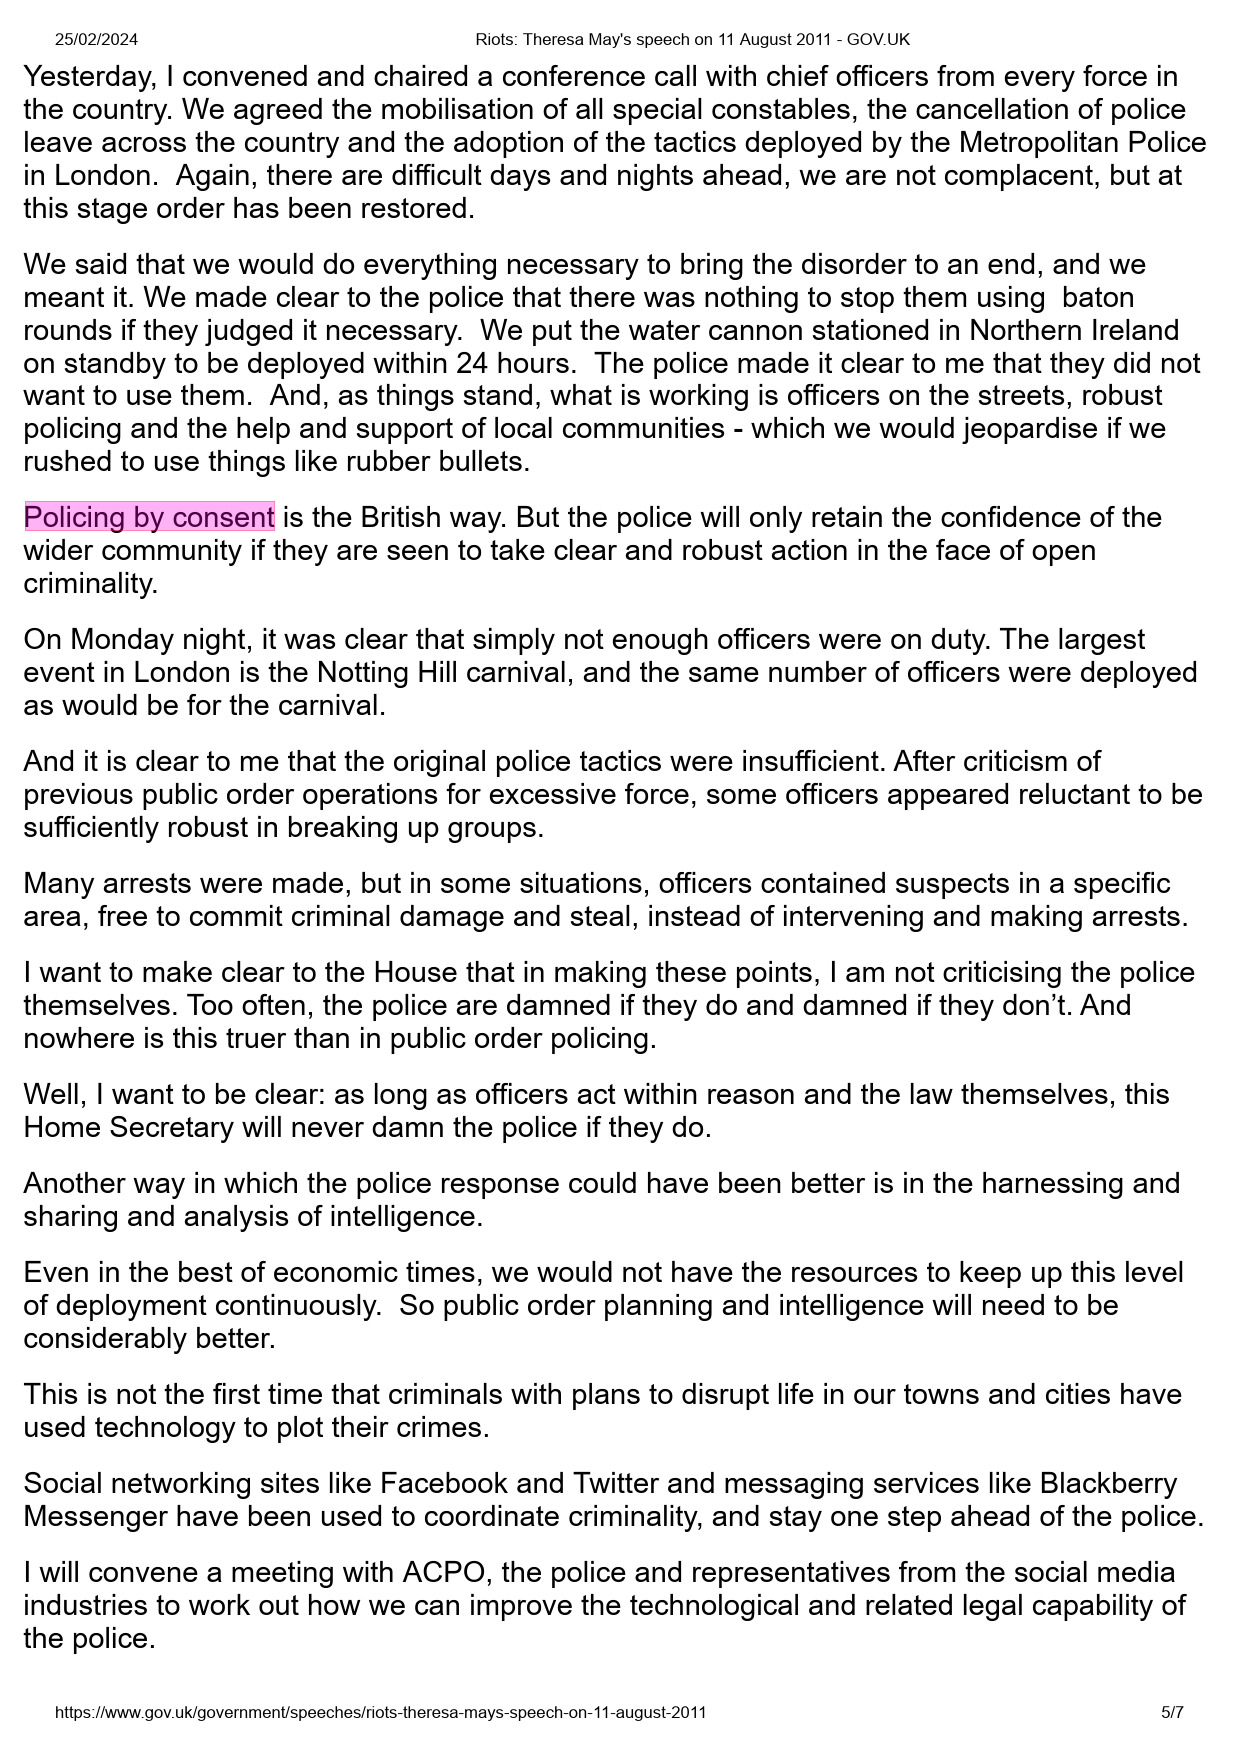 25/02/2024 Riots: Theresa May's speech on 11 August 2011 - GOV.UK
Yesterday, I convened and chaired a conference call with chief officers from every force in
the country. We agreed the mobilisation of all special constables, the cancellation of police
leave across the country and the adoption of the tactics deployed by the Metropolitan Police
in London.  Again, there are difficult days and nights ahead, we are not complacent, but at
this stage order has been restored.
We said that we would do everything necessary to bring the disorder to an end, and we
meant it. We made clear to the police that there was nothing to stop them using  baton
rounds if they judged it necessary.  We put the water cannon stationed in Northern Ireland
on standby to be deployed within 24 hours.  The police made it clear to me that they did not
want to use them.  And, as things stand, what is working is officers on the streets, robust
policing and the help and support of local communities - which we would jeopardise if we
rushed to use things like rubber bullets.
Policing by consent is the British way. But the police will only retain the confidence of the
wider community if they are seen to take clear and robust action in the face of open
criminality.
On Monday night, it was clear that simply not enough officers were on duty. The largest
event in London is the Notting Hill carnival, and the same number of officers were deployed
as would be for the carnival.
And it is clear to me that the original police tactics were insufficient. After criticism of
previous public order operations for excessive force, some officers appeared reluctant to be
sufficiently robust in breaking up groups.
Many arrests were made, but in some situations, officers contained suspects in a specific
area, free to commit criminal damage and steal, instead of intervening and making arrests.
I want to make clear to the House that in making these points, I am not criticising the police
themselves. Too often, the police are damned if they do and damned if they don’t. And
nowhere is this truer than in public order policing.
Well, I want to be clear: as long as officers act within reason and the law themselves, this
Home Secretary will never damn the police if they do.
Another way in which the police response could have been better is in the harnessing and
sharing and analysis of intelligence.
Even in the best of economic times, we would not have the resources to keep up this level
of deployment continuously.  So public order planning and intelligence will need to be
considerably better.
This is not the first time that criminals with plans to disrupt life in our towns and cities have
used technology to plot their crimes.
Social networking sites like Facebook and Twitter and messaging services like Blackberry
Messenger have been used to coordinate criminality, and stay one step ahead of the police.
I will convene a meeting with ACPO, the police and representatives from the social media
industries to work out how we can improve the technological and related legal capability of
the police.
https://www.gov.uk/government/speeches/riots-theresa-mays-speech-on-11-august-2011 5/7